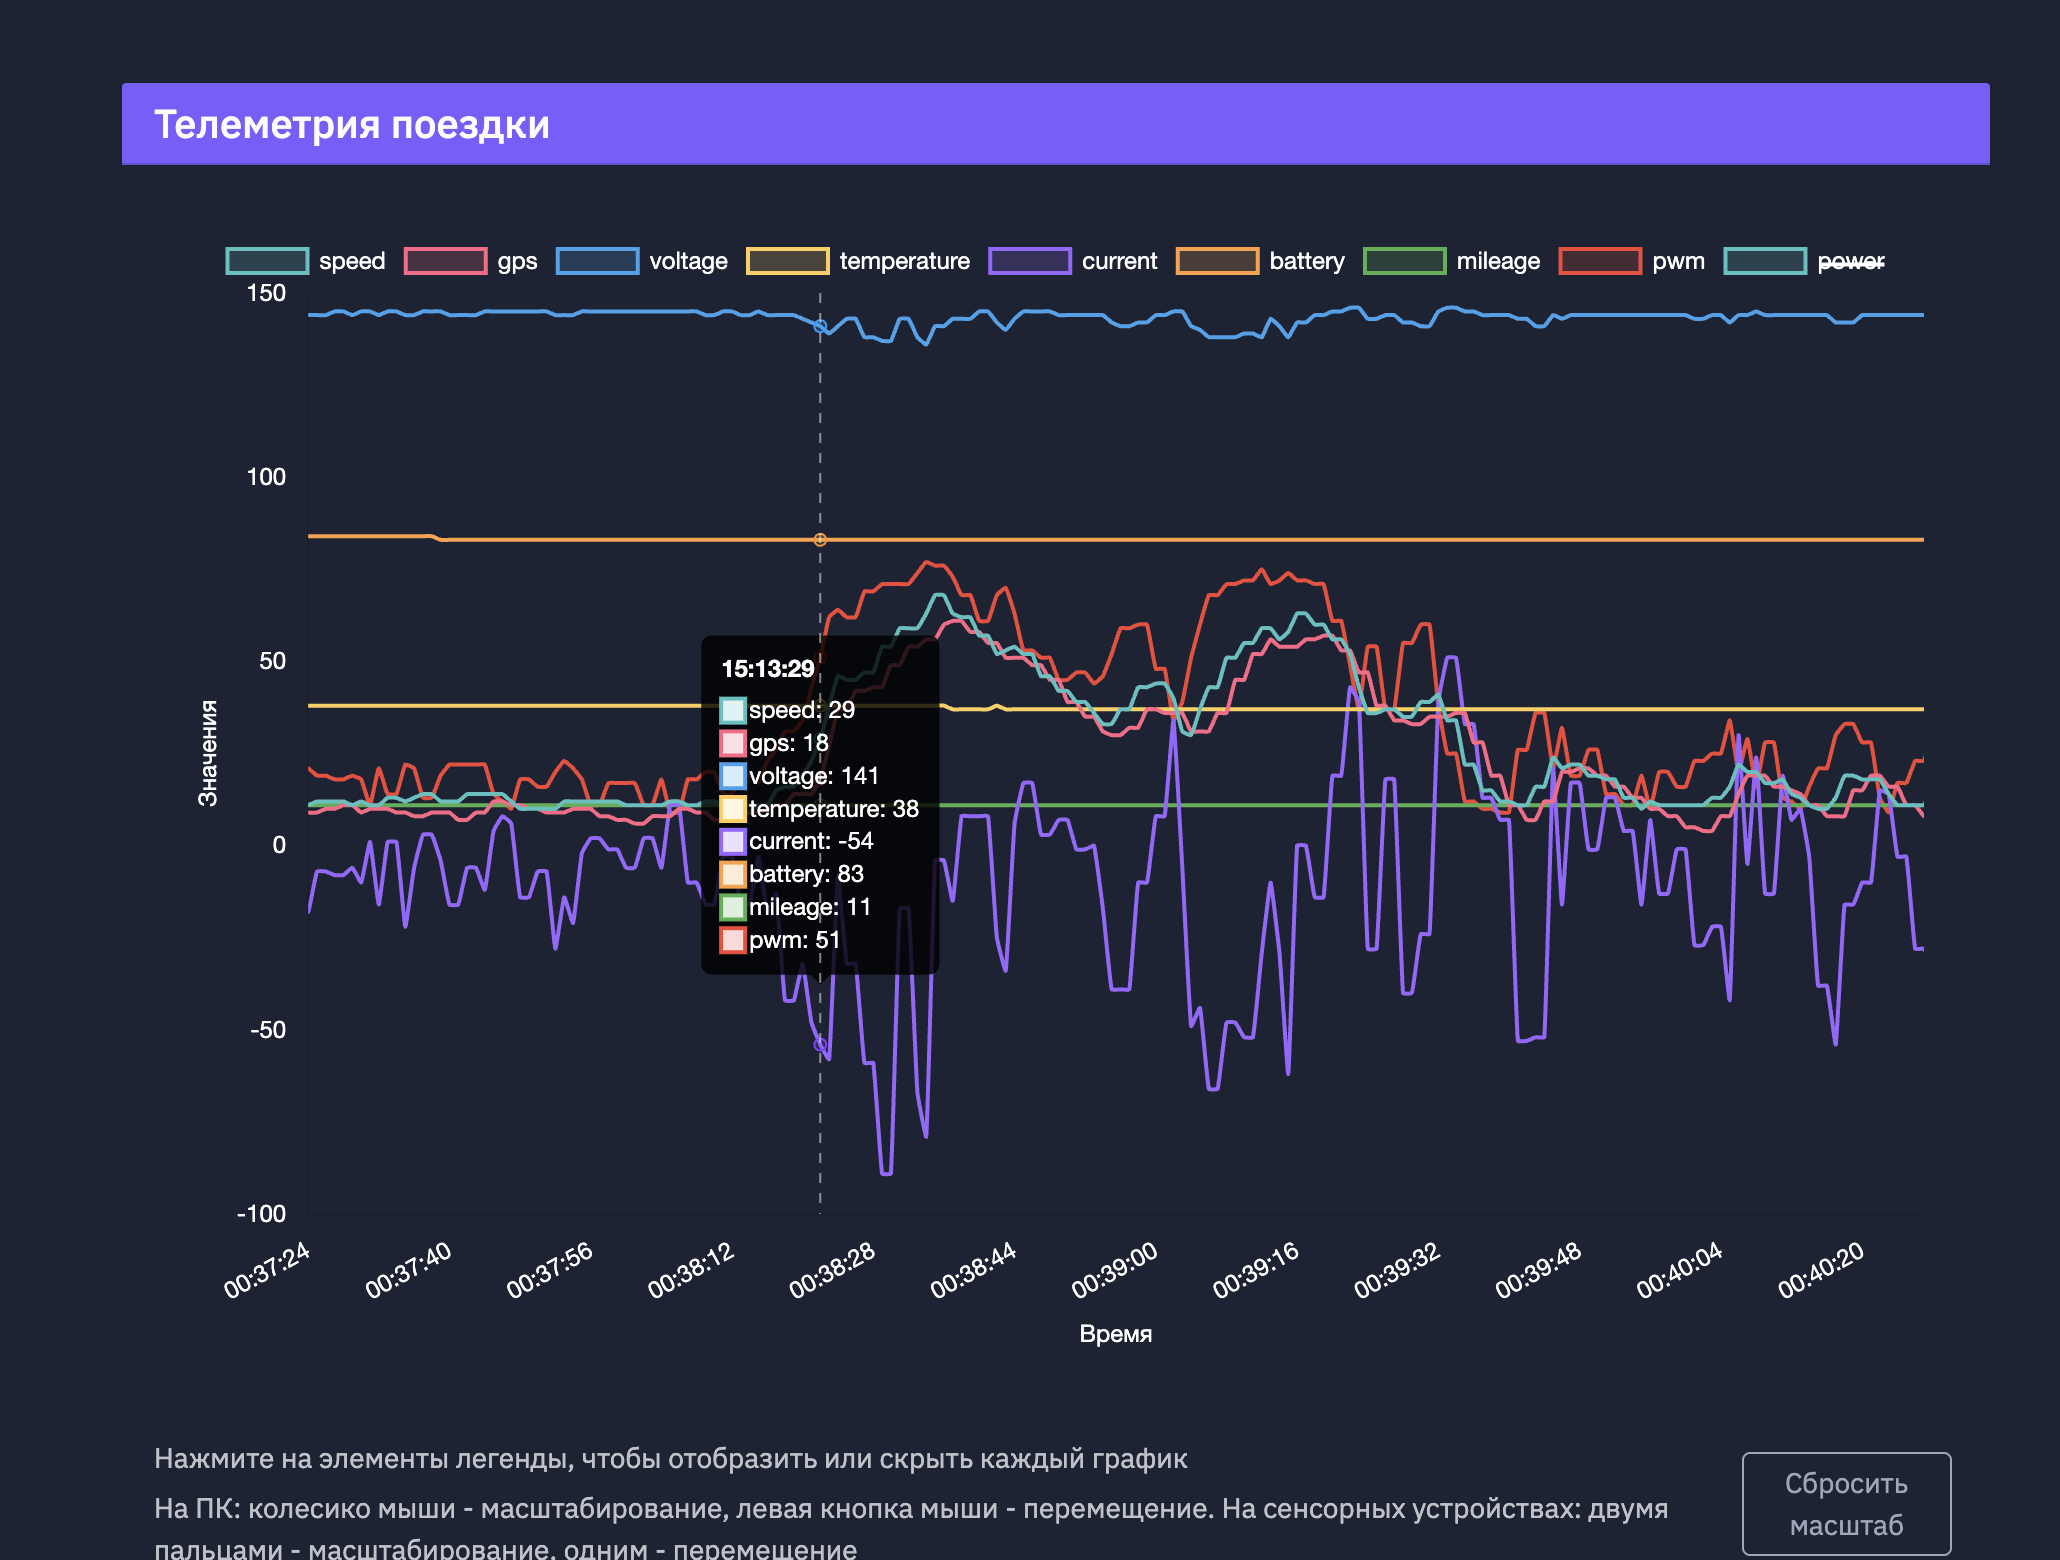 Телеметрия поездки
speed gps voltage temperature current battery mileage pwm power
150
100
50
0
-50
-100
Значения
15:13:29
speed: 29
gps: 18
voltage: 141
temperature: 38
current: -54
battery: 83
mileage: 11
pwm: 51
00:37:24 00:37:40 00:37:56 00:38:12 00:38:28 00:38:44 00:39:00 00:39:16 00:39:32 00:39:48 00:40:04 00:40:20
Время
Нажмите на элементы легенды, чтобы отобразить или скрыть каждый график
На ПК: колесико мыши - масштабирование, левая кнопка мыши - перемещение. На сенсорных устройствах: двумя
пальцами - масштабирование, одним - перемещение
Сбросить
масштаб